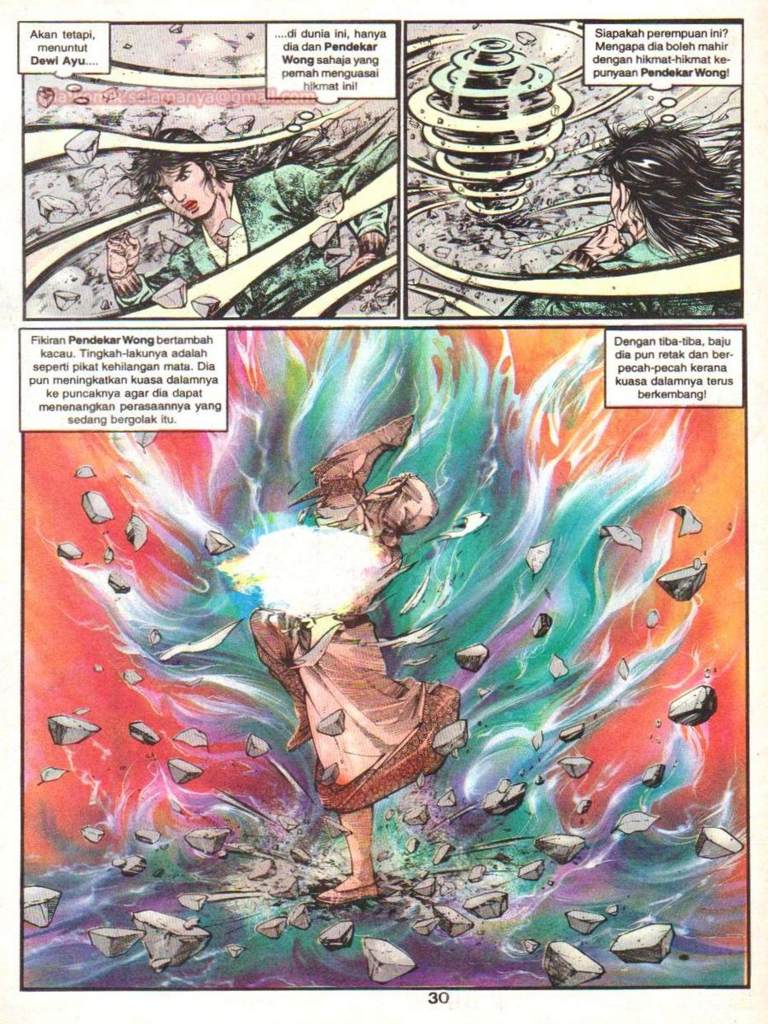 Akan tetapi,
menuntut
Dewi Ayu....
....di dunia ini, hanya
dia dan Pendekar
Wong sahaja yang
pernah menguasai
hikmat ini!
Siapakah perempuan ini?
Mengapa dia boleh mahir
dengan hikmat-hikmat ke-
punyaan Pendekar Wong!
Fikiran Pendekar Wong bertambah
kacau. Tingkah-lakunya adalah
seperti pikat kehilangan mata. Dia
pun meningkatkan kuasa dalamnya
ke puncaknya agar dia dapat
menenangkan perasaannya yang
sedang bergolak itu.
Dengan tiba-tiba, baju
dia pun retak dan ber-
pecah-pecah kerana
kuasa dalamnya terus
berkembang!
30